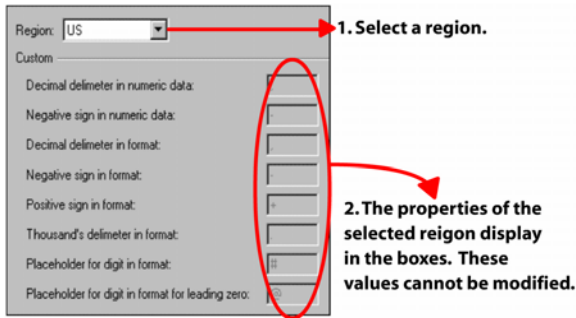 Region: US
1. Select a region.
Custom
Decimal delimeter in numeric data:
Negative sign in numeric data: -
Decimal delimeter in format: .
Negative sign in format: -
Positive sign in format: +
Thousand's delimeter in format:
Placeholder for digit in format: #
Placeholder for digit in format for leading zero: @
2. The properties of the
selected reigon display
in the boxes. These
values cannot be modified.